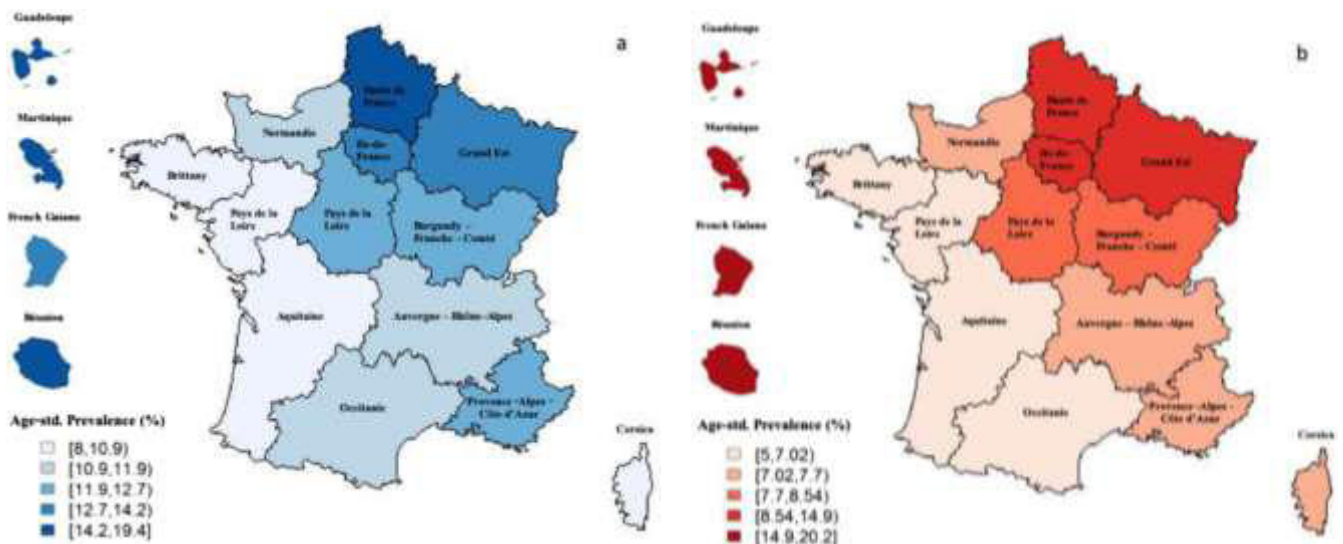 Guadeloupe
a
Martinique
French Guiana
Réunion
Hauts de
France
Normandie
Ile-de-
France
Grand Est
Brittany
Pays de la
Loire
Pays de la
Loire
Burgundy -
Franche - Comté
Aquitaine
Auvergne - Rhône -Alpes
Occitanie
Provence -Alpes -
Côte d'Azur
Corsica
Age-std. Prevalence (%)
[8,10.9)
[10.9,11.9)
[11.9,12.7)
[12.7,14.2)
[14.2,19.4]
Guadeloupe
b
Martinique
French Guiana
Réunion
Hauts de
France
Normandie
Ile-de-
France
Grand Est
Brittany
Pays de la
Loire
Pays de la
Loire
Burgundy -
Franche - Comté
Aquitaine
Auvergne - Rhône -Alpes
Occitanie
Provence -Alpes -
Côte d'Azur
Corsica
Age-std. Prevalence (%)
[5,7.02)
[7.02,7.7)
[7.7,8.54)
[8.54,14.9)
[14.9,20.2]